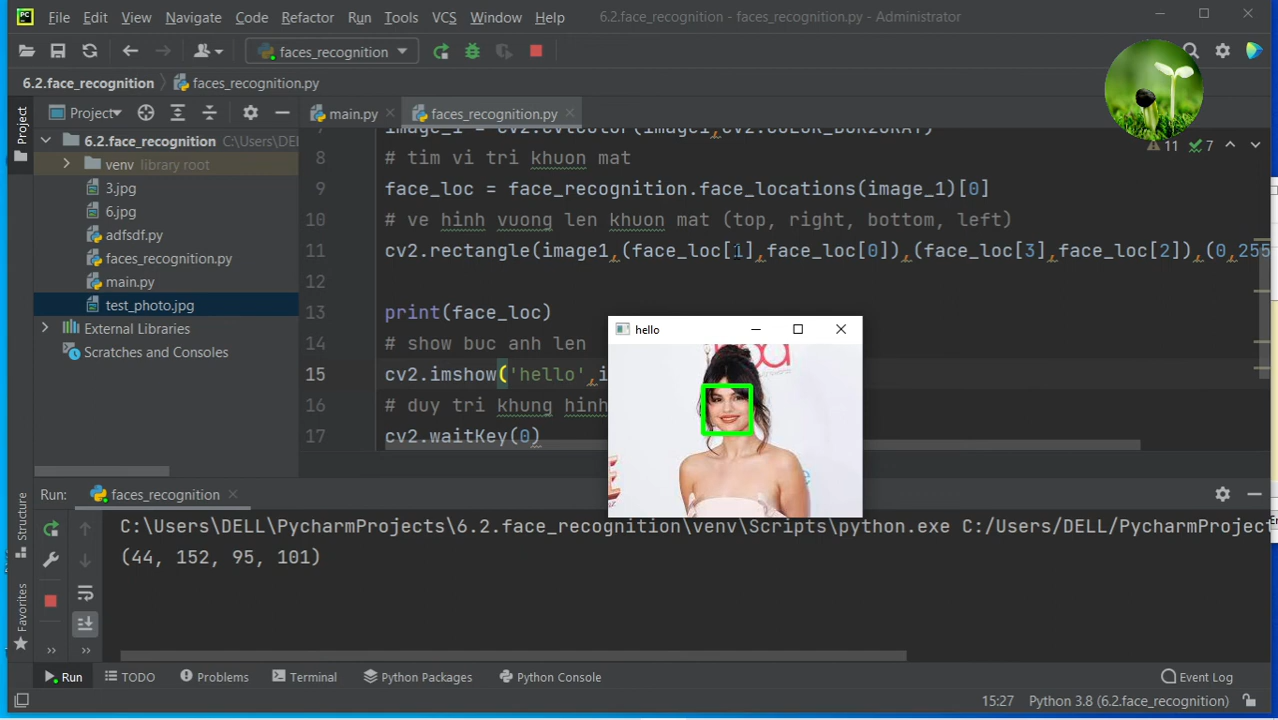 PC File Edit View Navigate Code Refactor Run Tools VCS Window Help 6.2.face_recognition - faces_recognition.py - Administrator
faces_recognition
6.2.face_recognition faces_recognition.py
Project Project main.py faces_recognition.py
6.2.face_recognition C:\Users\DE
venv library root
3.jpg
6.jpg
adfsdf.py
faces_recognition.py
main.py
test_photo.jpg
External Libraries
Scratches and Consoles
11 7
8 # tim vi tri khuon mat
9 face_loc = face_recognition.face_locations(image_1)[0]
10 # ve hinh vuong len khuon mat (top, right, bottom, left)
11 cv2.rectangle(image1,(face_loc[1],face_loc[0]),(face_loc[3],face_loc[2]),(0,255
12
13 print(face_loc)
14 # show buc anh len
15 cv2.imshow('hello',i
16 # duy tri khung hinh
17 cv2.waitKey(0)
hello
Run: faces_recognition
C:\Users\DELL\PycharmProjects\6.2.face_recognition\venv\Scripts\python.exe C:/Users/DELL/PycharmProject
(44, 152, 95, 101)
Structure
Favorites
Run TODO Problems Terminal Python Packages Python Console Event Log
15:27 Python 3.8 (6.2.face_recognition)